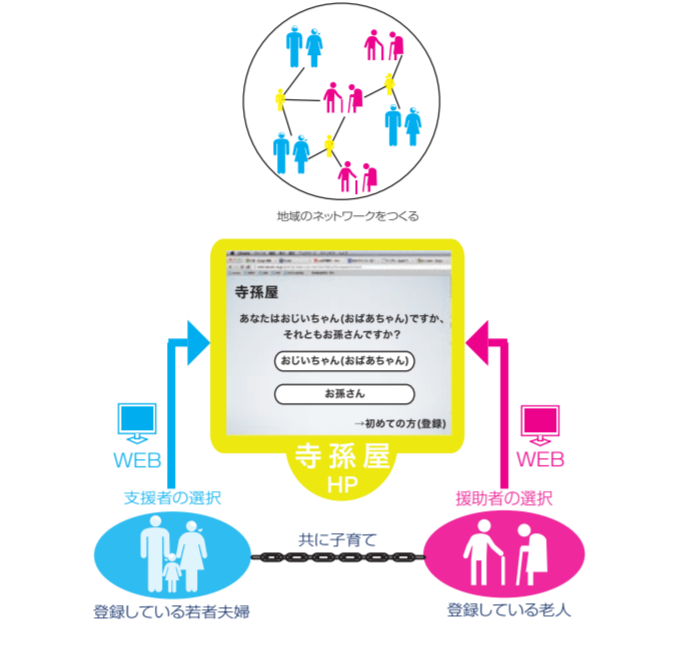 地域のネットワークをつくる
寺孫屋
あなたはおじいちゃん(おばあちゃん)ですか、
それともお孫さんですか?
おじいちゃん(おばあちゃん)
お孫さん
→初めての方(登録)
寺孫屋
HP
WEB
WEB
支援者の選択
援助者の選択
共に子育て
登録している若者夫婦
登録している老人